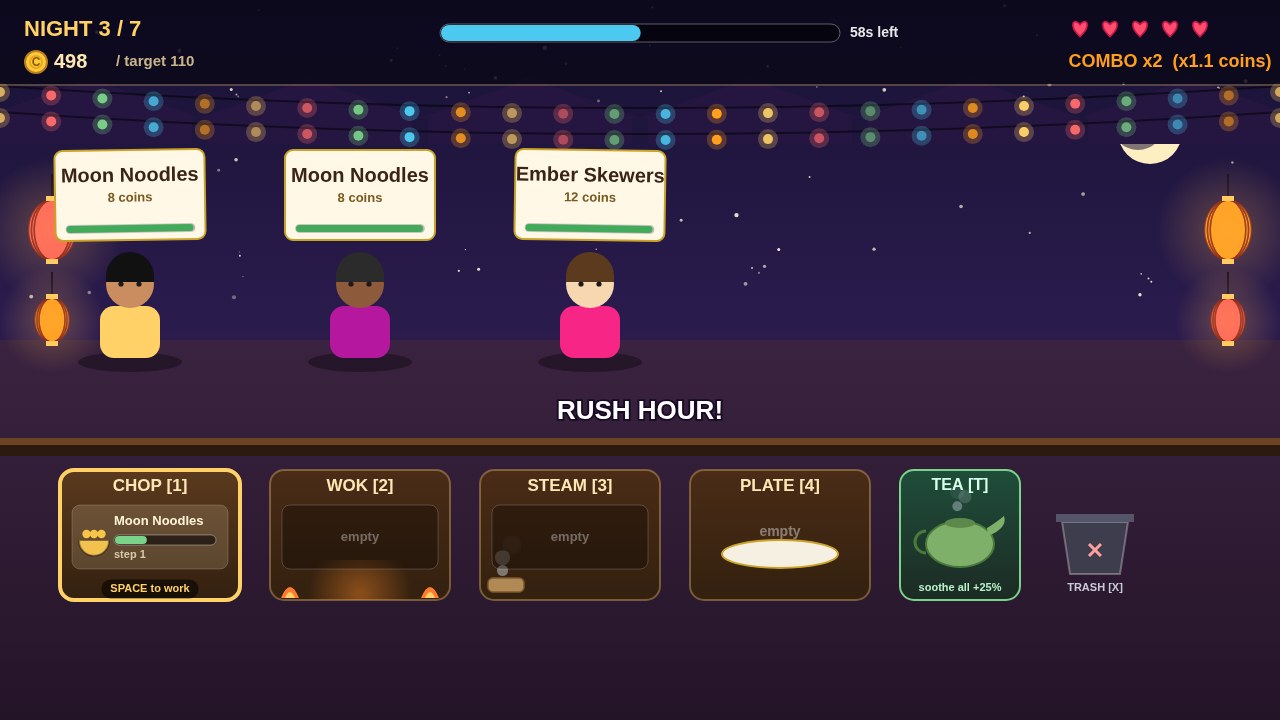 NIGHT 3 / 7
58s left
C 498 / target 110
COMBO x2 (x1.1 coins)
Moon Noodles
8 coins
Moon Noodles
8 coins
Ember Skewers
12 coins
RUSH HOUR!
CHOP [1]
Moon Noodles
step 1
SPACE to work
WOK [2]
empty
STEAM [3]
empty
PLATE [4]
empty
TEA [T]
soothe all +25%
TRASH [X]